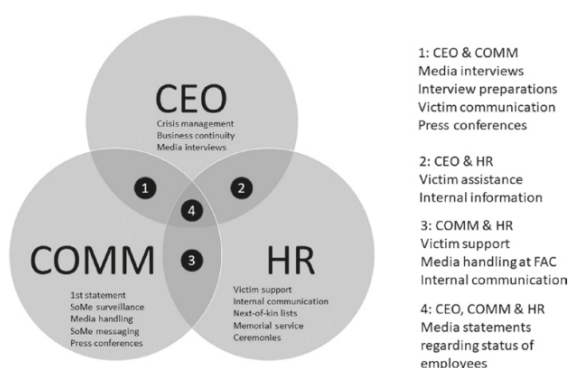 CEO
Crisis management
Business continuity
Media interviews
1
2
4
3
COMM
1st statement
SoMe surveillance
Media handling
SoMe messaging
Press conferences
HR
Victim support
Internal communication
Next-of-kin lists
Memorial service
Ceremonies
1: CEO & COMM
Media interviews
Interview preparations
Victim communication
Press conferences
2: CEO & HR
Victim assistance
Internal information
3: COMM & HR
Victim support
Media handling at FAC
Internal communication
4: CEO, COMM & HR
Media statements
regarding status of
employees